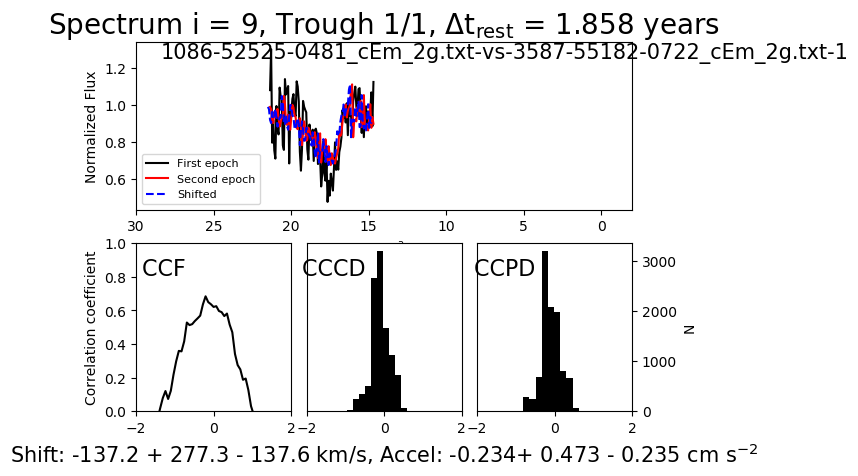 Spectrum i = 9, Trough 1/1, Δt_rest = 1.858 years
1086-52525-0481_cEm_2g.txt-vs-3587-55182-0722_cEm_2g.txt-1
Normalized Flux
1.2
1.0
0.8
0.6
First epoch
Second epoch
Shifted
30 25 20 15 10 5 0
Correlation coefficient
1.0
0.8
0.6
0.4
0.2
0.0
CCF
CCCD
CCPD
3000
2000
1000
0
N
−2 0 2
−2 0 2
−2 0 2
Shift: -137.2 + 277.3 - 137.6 km/s, Accel: -0.234+ 0.473 - 0.235 cm s⁻²